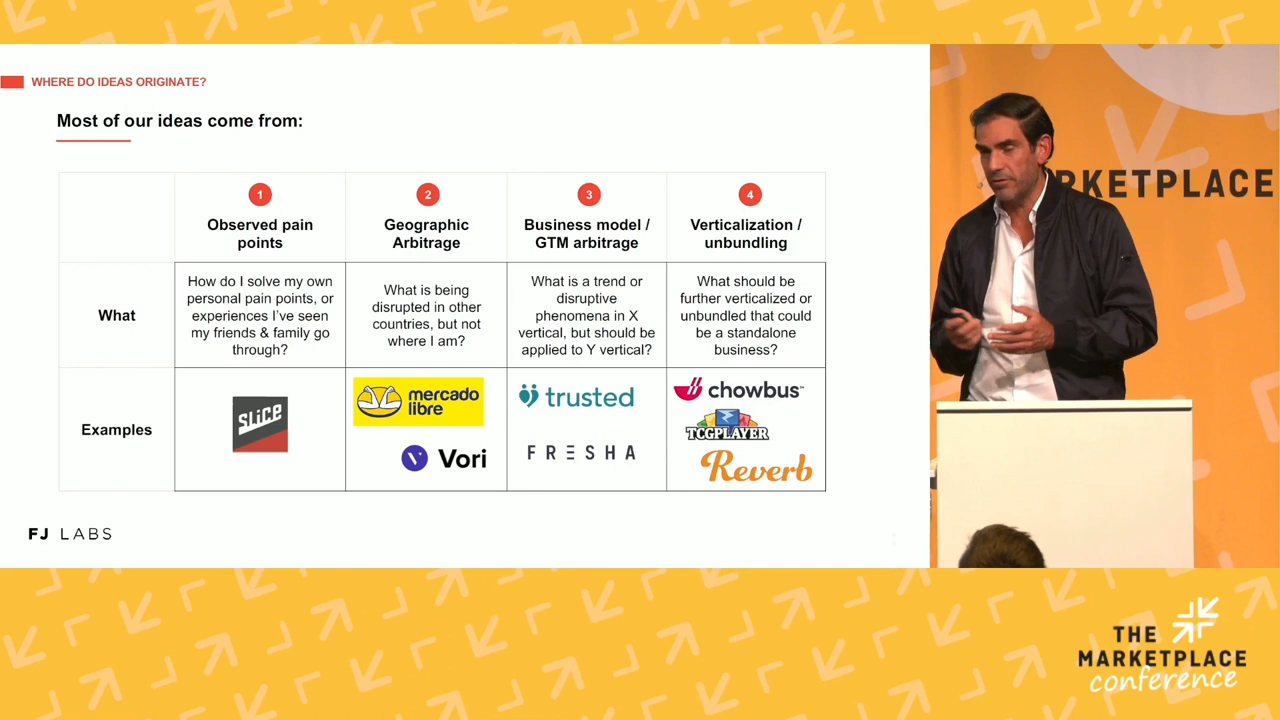 WHERE DO IDEAS ORIGINATE?
Most of our ideas come from:
1
Observed pain
points
2
Geographic
Arbitrage
3
Business model /
GTM arbitrage
4
Verticalization /
unbundling
What
How do I solve my own
personal pain points, or
experiences I've seen
my friends & family go
through?
What is being
disrupted in other
countries, but not
where I am?
What is a trend or
disruptive
phenomena in X
vertical, but should be
applied to Y vertical?
What should be
further verticalized or
unbundled that could
be a standalone
business?
Examples
SLICE
mercado
libre
Vori
trusted
FRESHA
chowbus™
TCGPLAYER
Reverb
FJ LABS
RKETPLACE
THE
MARKETPLACE
conference